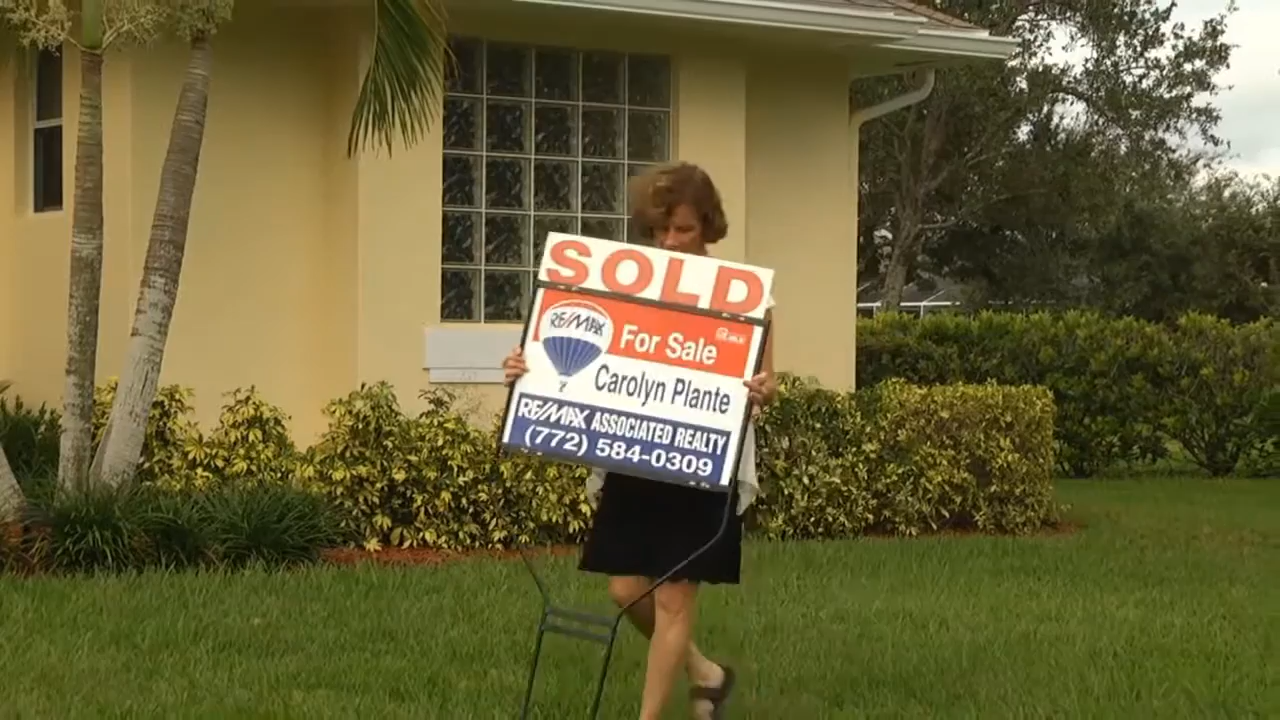 SOLD
RE/MAX
For Sale
Carolyn Plante
RE/MAX ASSOCIATED REALTY
(772) 584-0309